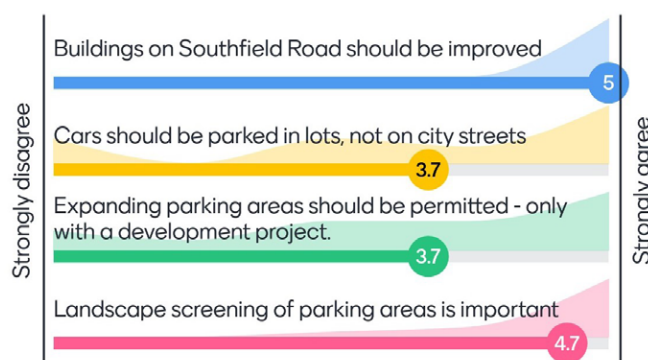 Strongly disagree
Buildings on Southfield Road should be improved
5
Cars should be parked in lots, not on city streets
3.7
Expanding parking areas should be permitted - only
with a development project.
3.7
Landscape screening of parking areas is important
4.7
Strongly agree